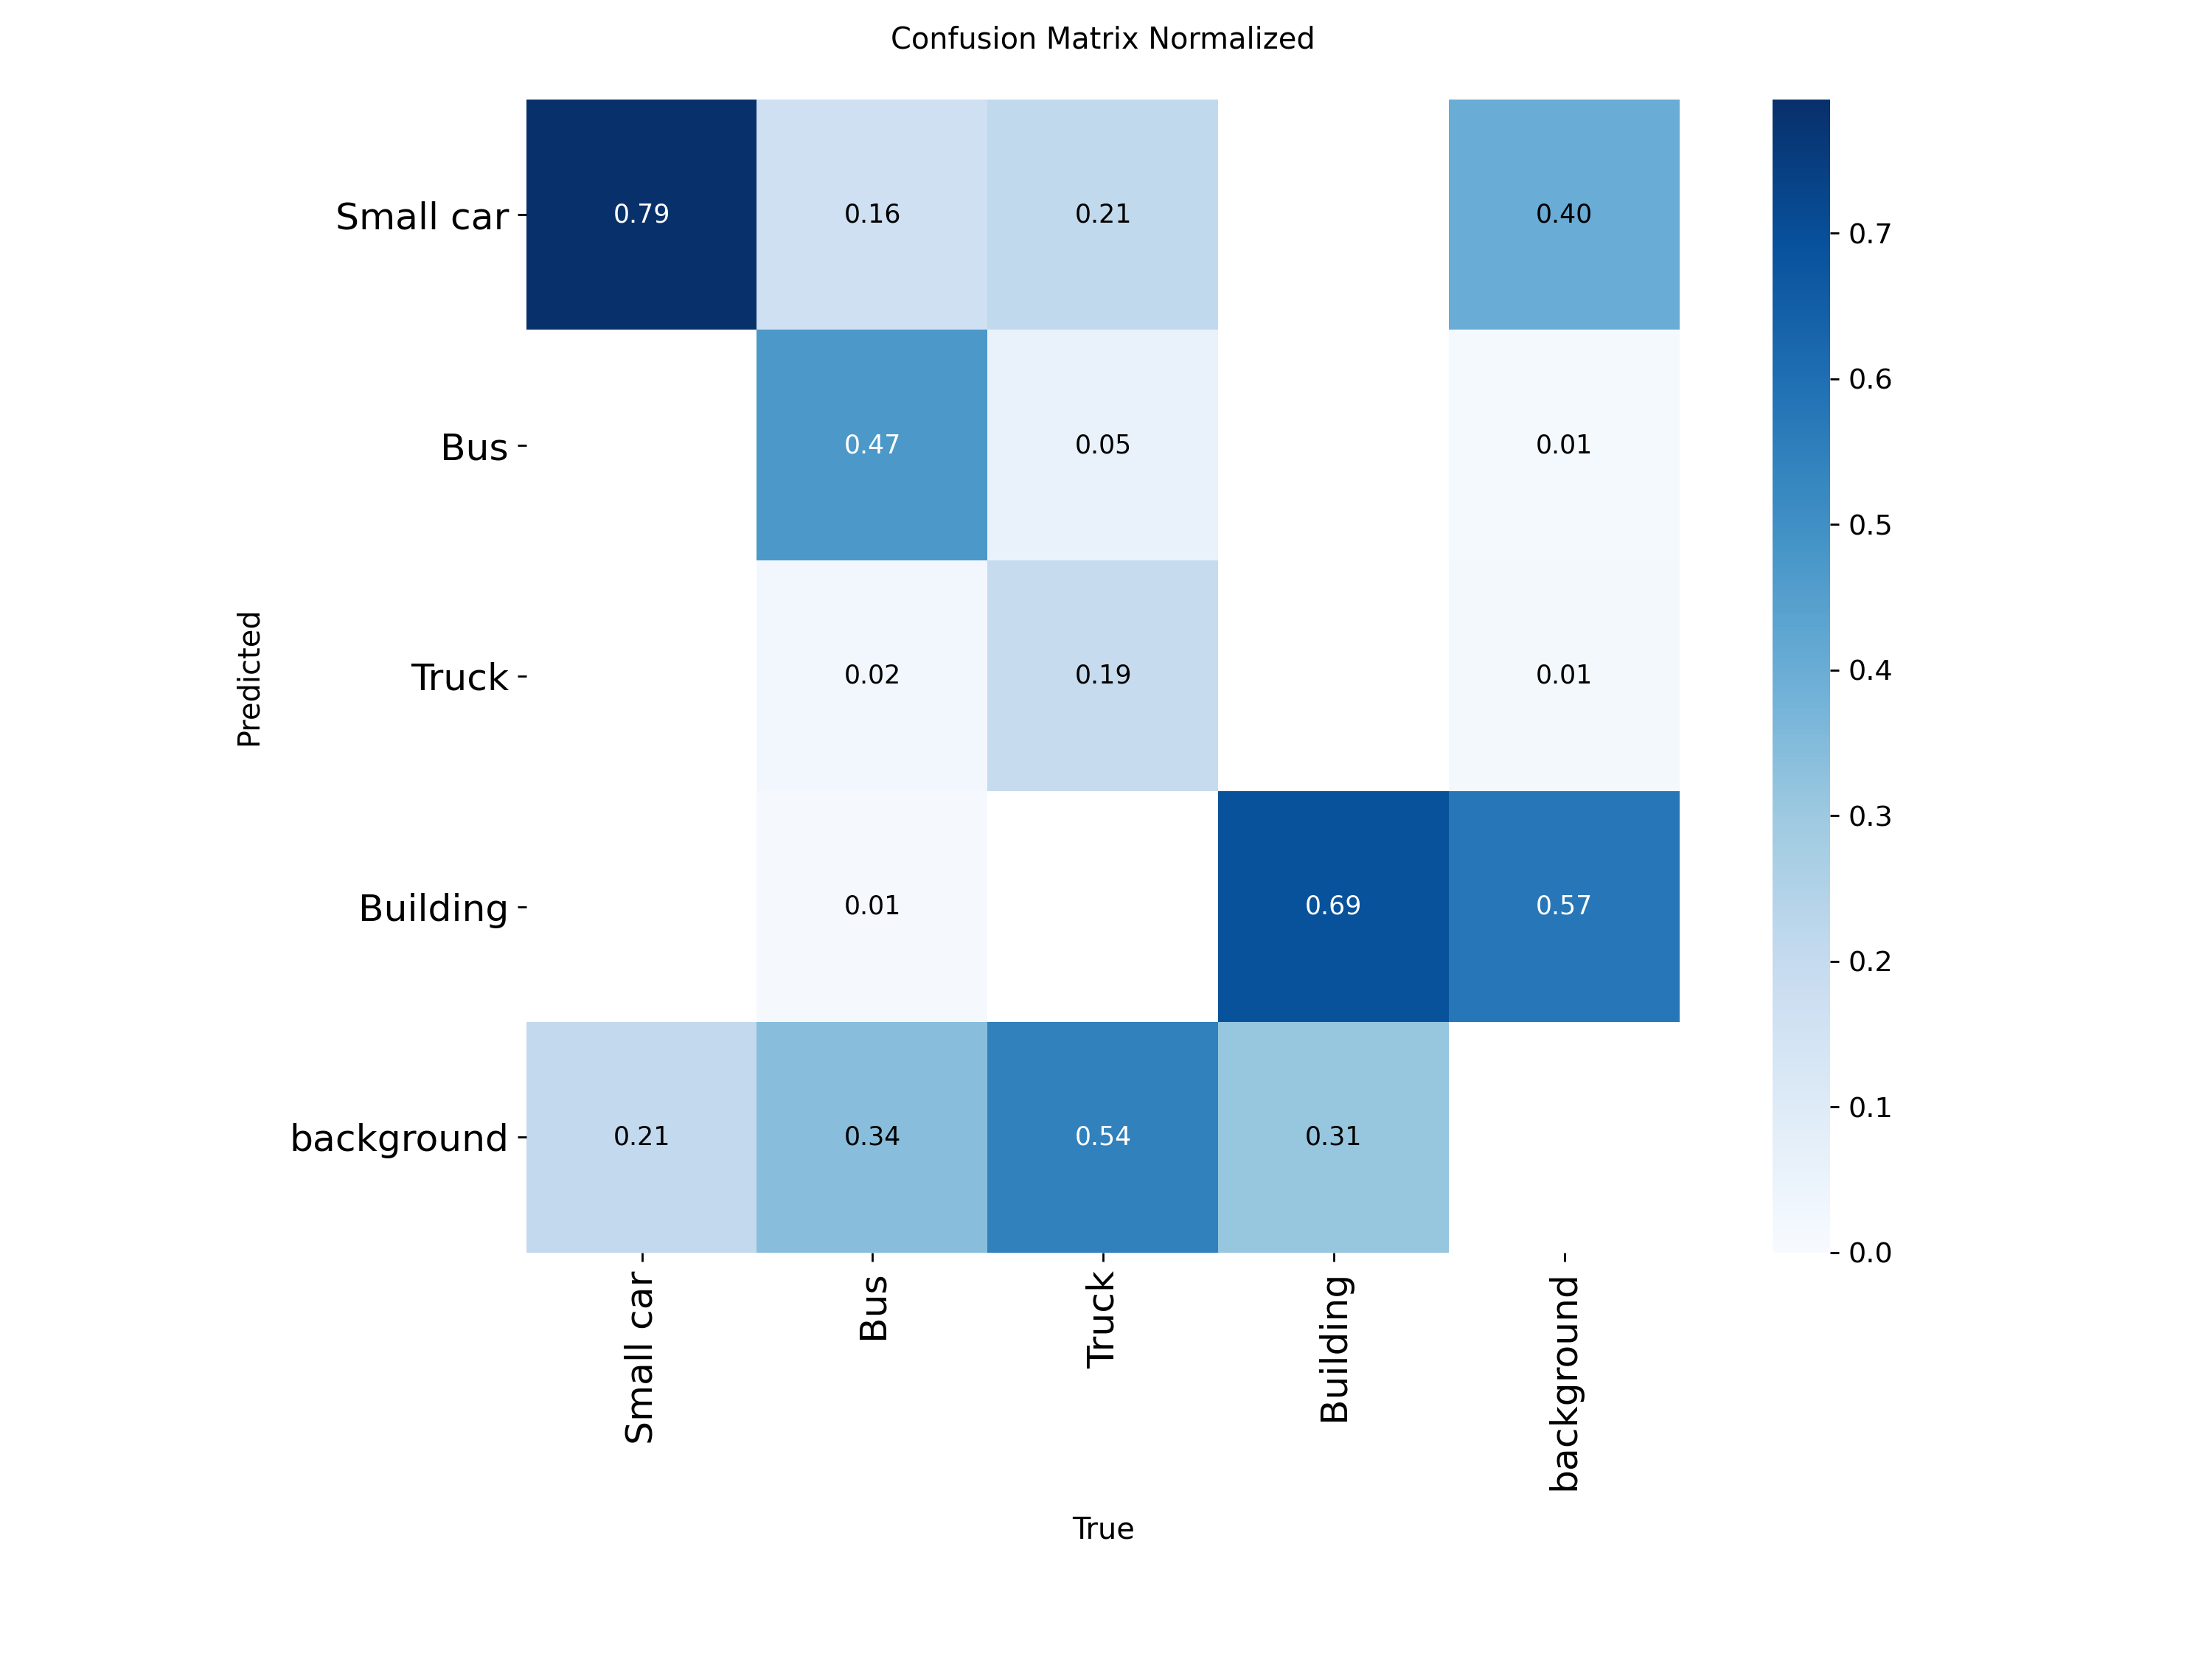 Confusion Matrix Normalized
Small car 0.79 0.16 0.21 0.40
Bus 0.47 0.05 0.01
Truck 0.02 0.19 0.01
Building 0.01 0.69 0.57
background 0.21 0.34 0.54 0.31
Predicted
Small car Bus Truck Building background
True
0.7
0.6
0.5
0.4
0.3
0.2
0.1
0.0